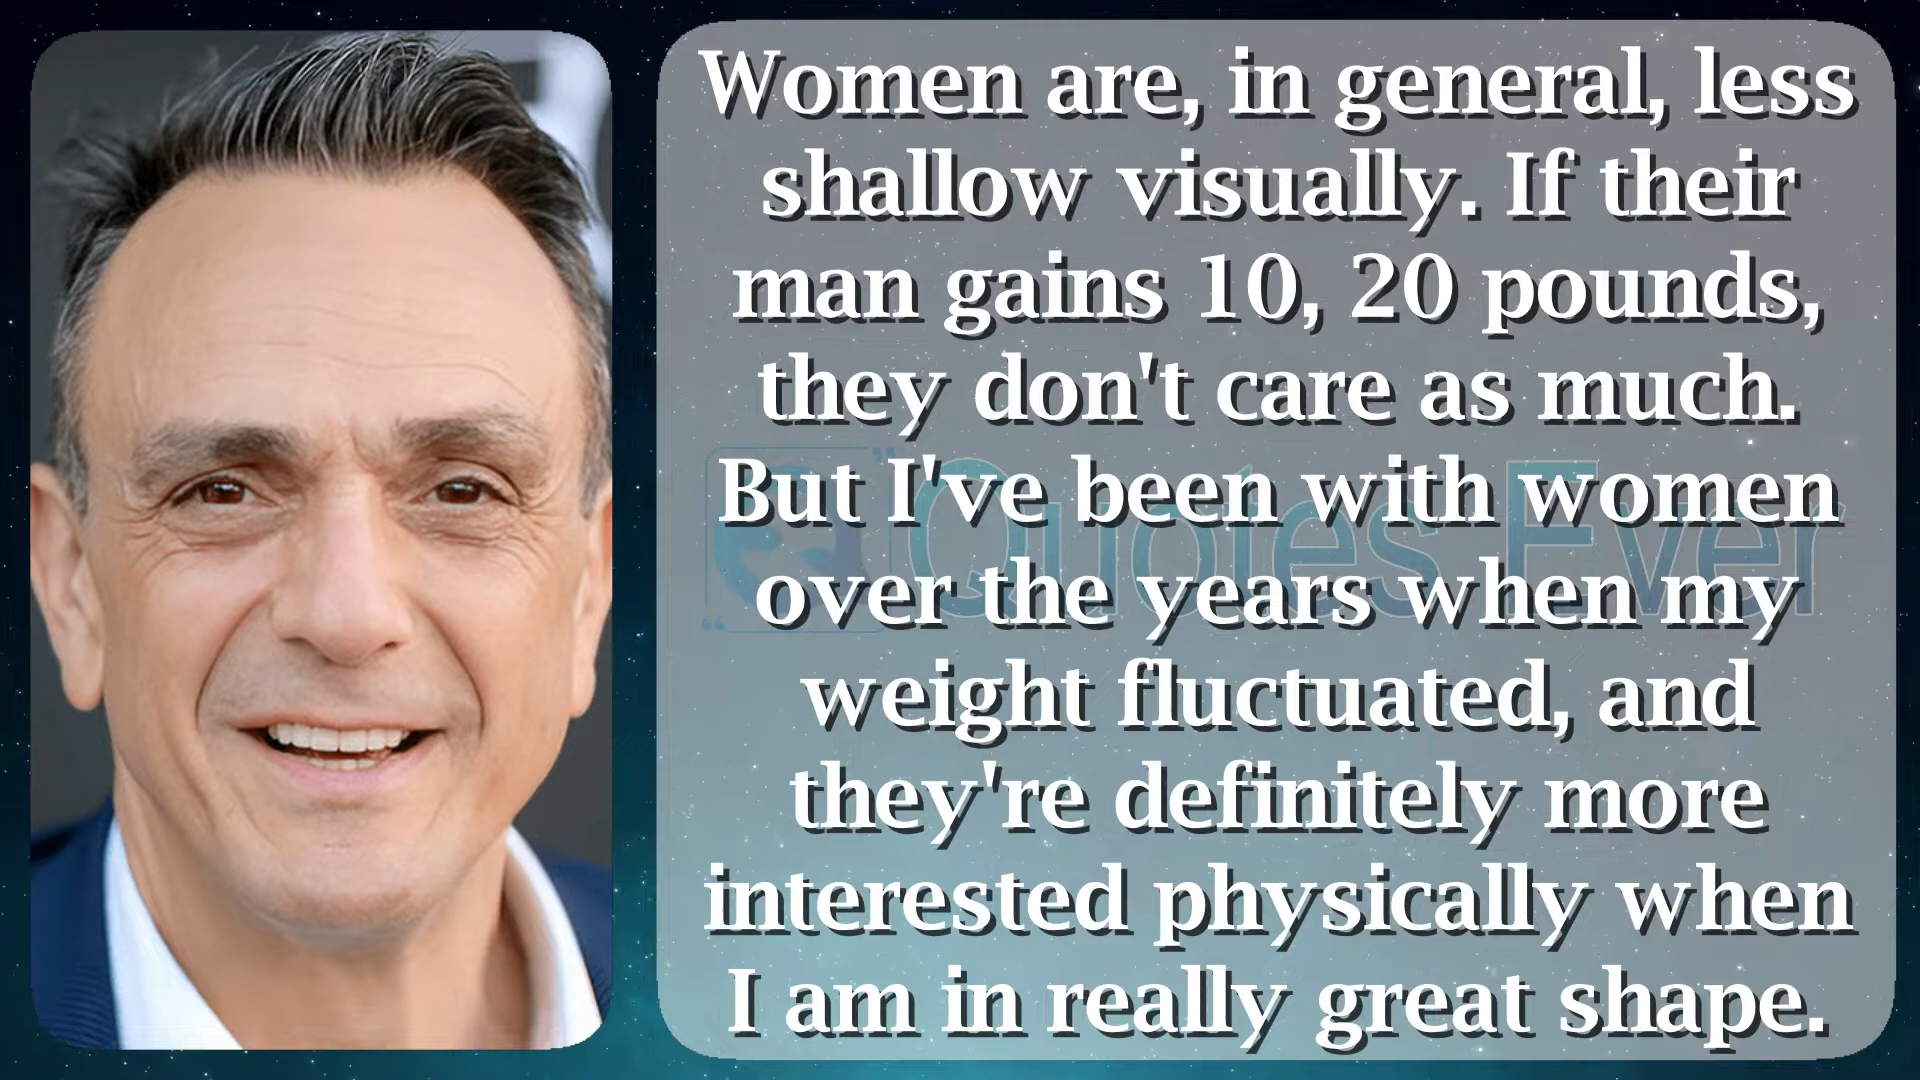 Women are, in general, less
shallow visually. If their
man gains 10, 20 pounds,
they don't care as much.
But I've been with women
over the years when my
weight fluctuated, and
they're definitely more
interested physically when
I am in really great shape.
Quotes Ever